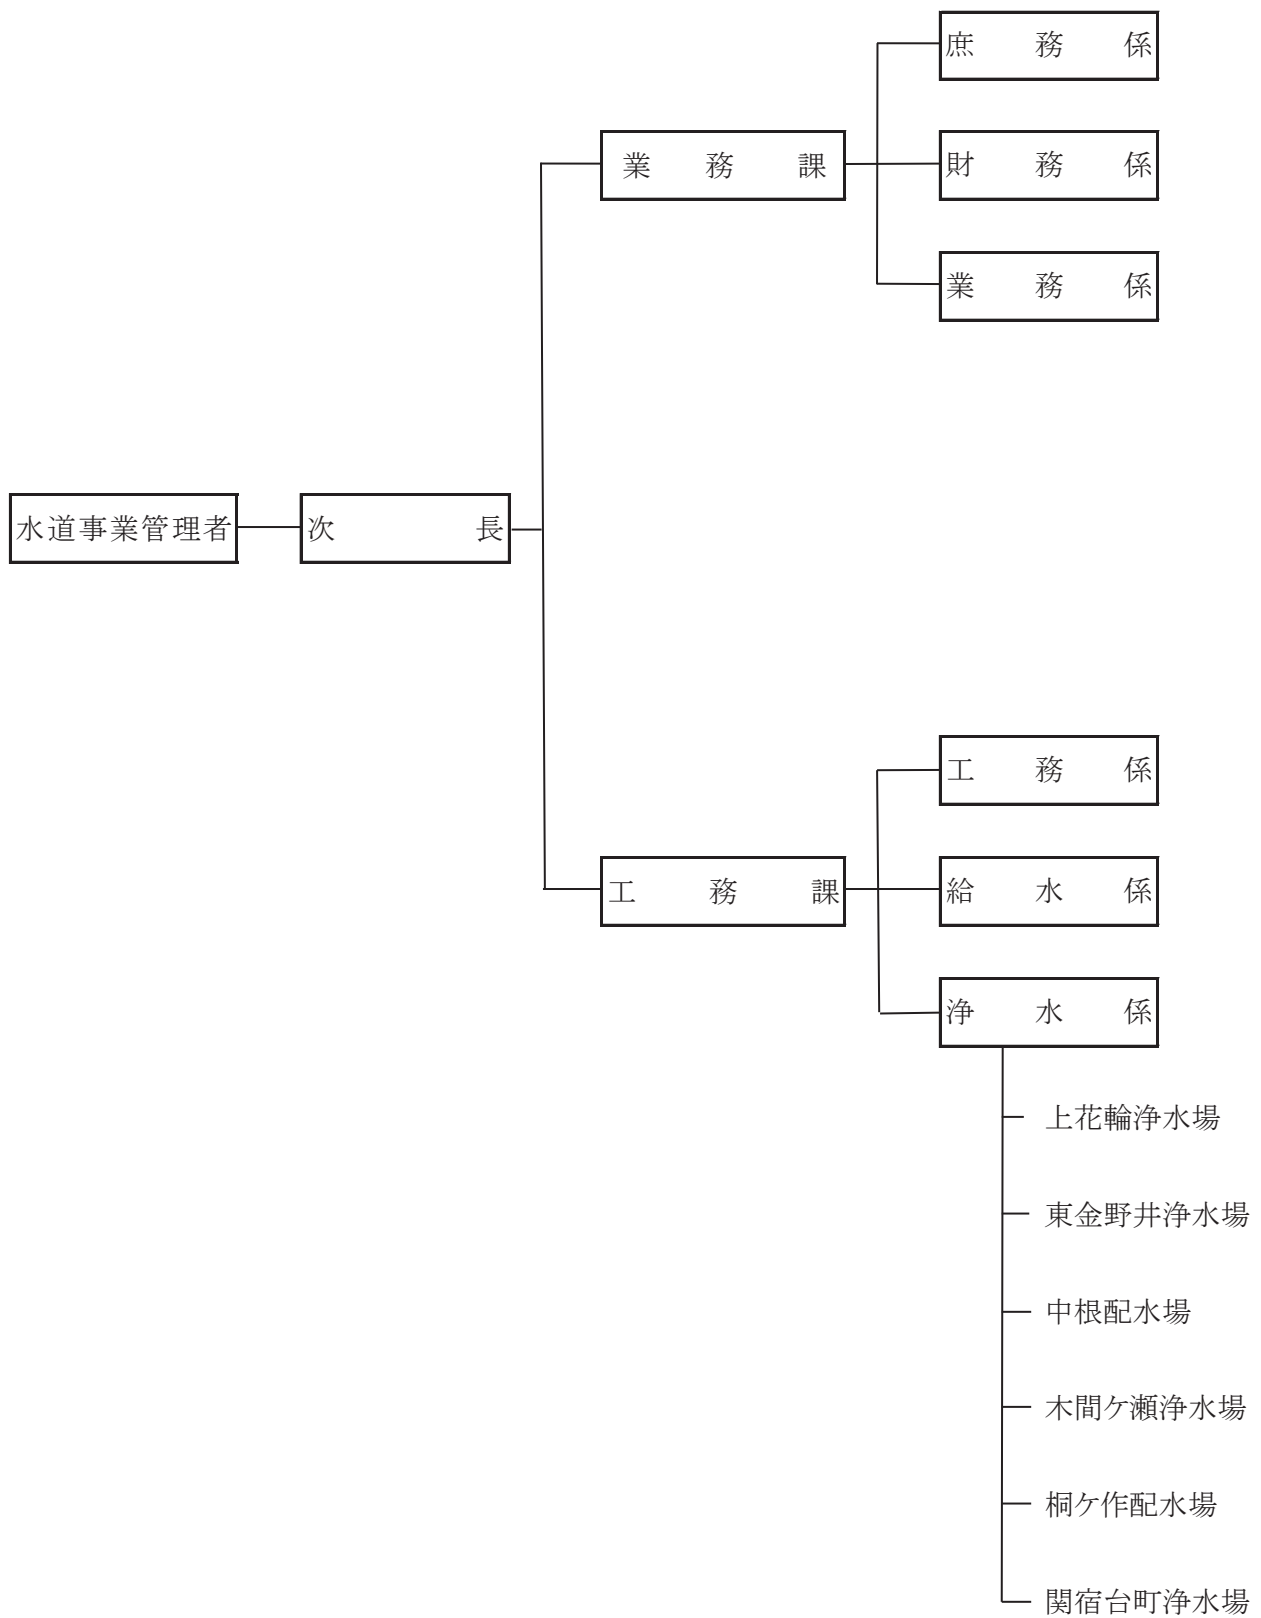 庶務係
業務課
財務係
業務係
水道事業管理者
次長
工務係
工務課
給水係
浄水係
上花輪浄水場
東金野井浄水場
中根配水場
木間ケ瀬浄水場
桐ケ作配水場
関宿台町浄水場